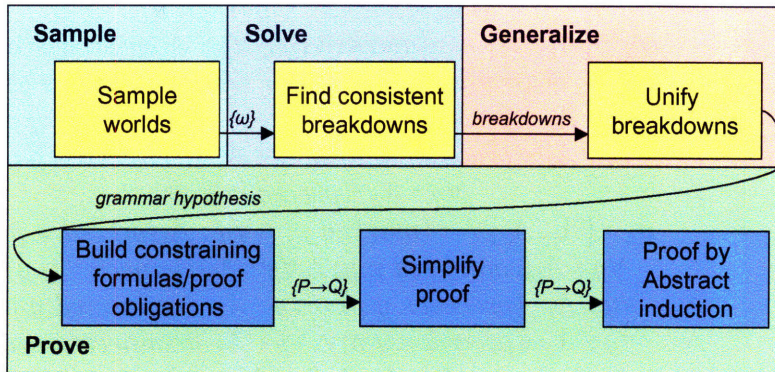 Sample
Solve
Generalize
Sample
worlds
{ω}
Find consistent
breakdowns
breakdowns
Unify
breakdowns
grammar hypothesis
Build constraining
formulas/proof
obligations
{P→Q}
Simplify
proof
{P→Q}
Proof by
Abstract
induction
Prove